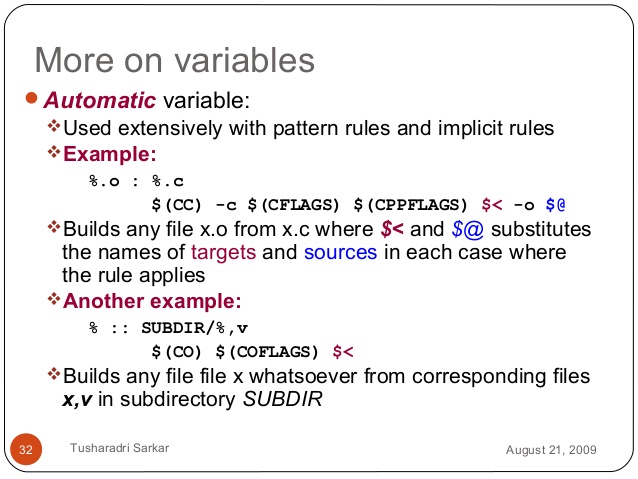 More on variables
Automatic variable:
Used extensively with pattern rules and implicit rules
Example:
%.o : %.c
$(CC) -c $(CFLAGS) $(CPPFLAGS) $< -o $@
Builds any file x.o from x.c where $< and $@ substitutes
the names of targets and sources in each case where
the rule applies
Another example:
% :: SUBDIR/%,v
$(CO) $(COFLAGS) $<
Builds any file file x whatsoever from corresponding files
x,v in subdirectory SUBDIR
32 Tusharadri Sarkar August 21, 2009